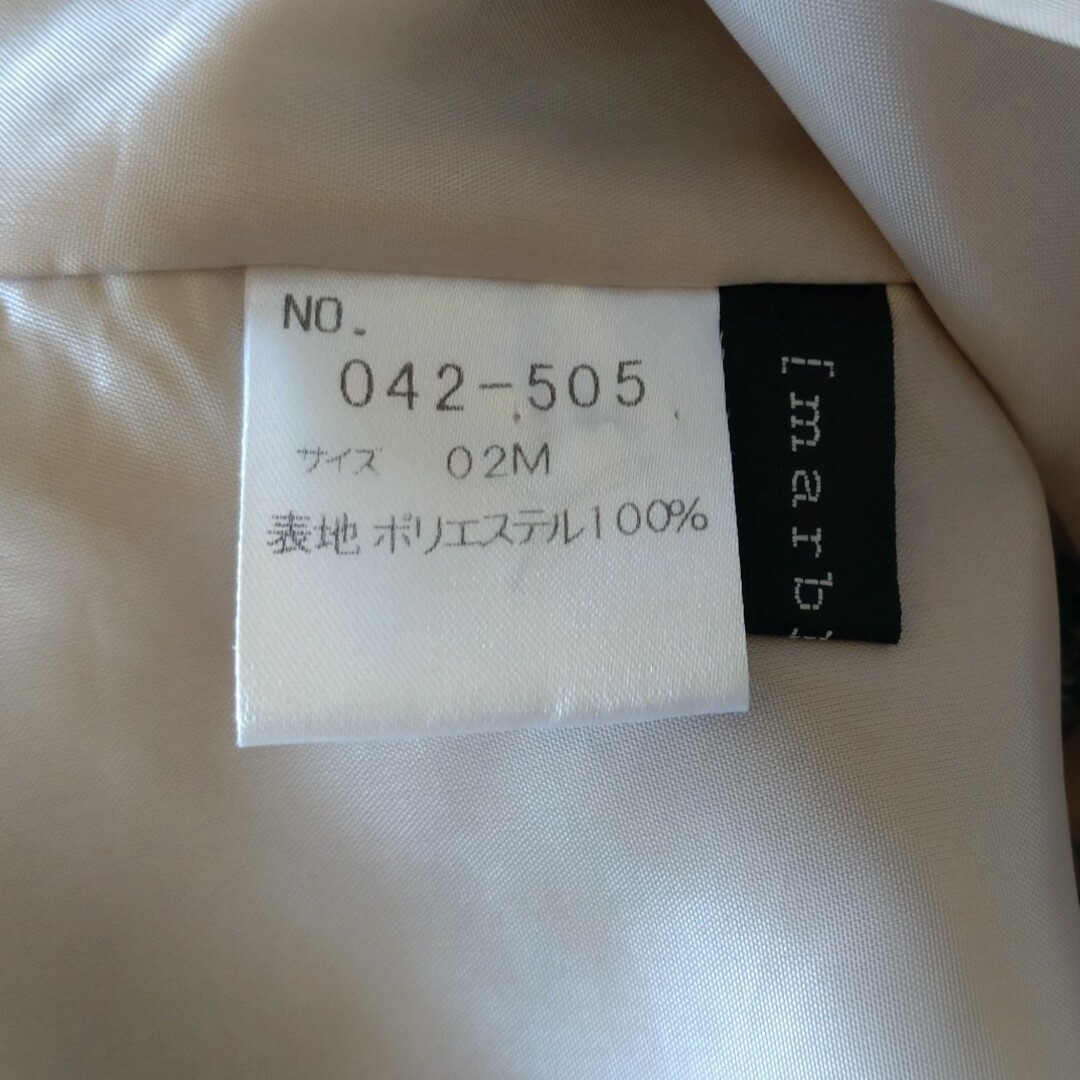 NO.
042-505
サイズ 02M
表地 ポリエステル100%
[marb